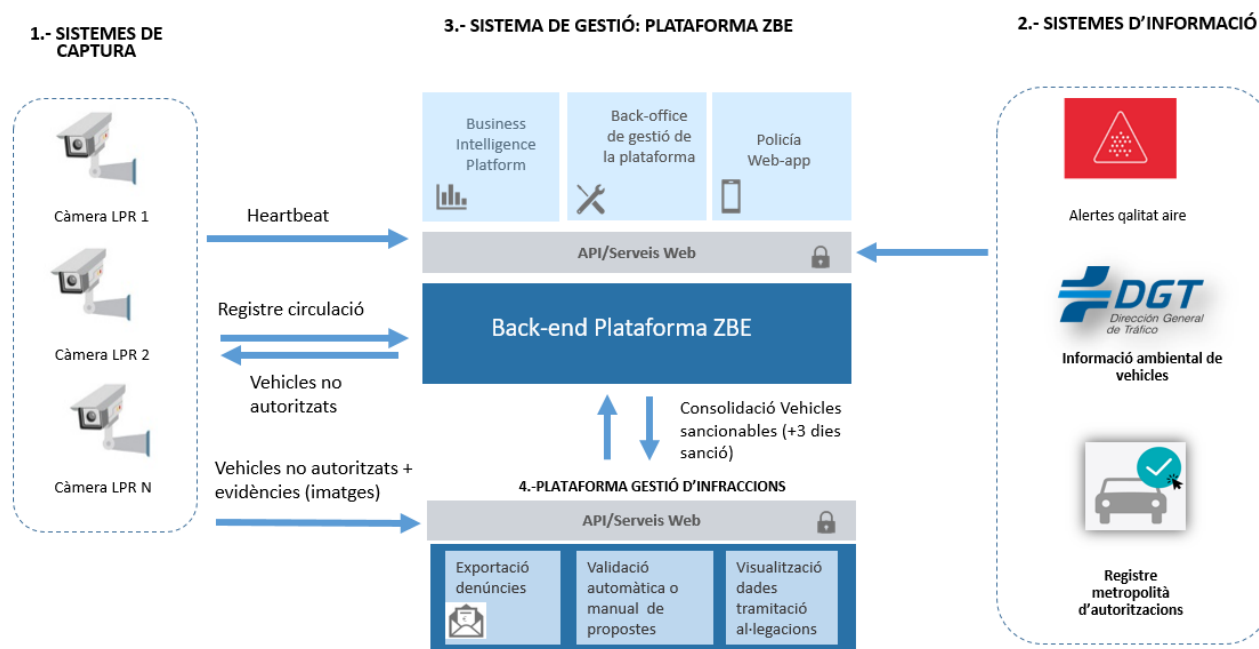 1.- SISTEMES DE
CAPTURA
Càmera LPR 1
Càmera LPR 2
Càmera LPR N
Heartbeat
Registre circulació
Vehicles no
autoritzats
Vehicles no autoritzats +
evidències (imatges)
3.- SISTEMA DE GESTIÓ: PLATAFORMA ZBE
Business
Intelligence
Platform
Back-office
de gestió de
la plataforma
Policía
Web-app
API/Serveis Web
Back-end Plataforma ZBE
Consolidació Vehicles
sancionables (+3 dies
sanció)
4.-PLATAFORMA GESTIÓ D'INFRACCIONS
API/Serveis Web
Exportació
denúncies
€
Validació
automàtica o
manual de
propostes
Visualització
dades
tramitació
al·legacions
2.- SISTEMES D'INFORMACIÓ
Alertes qalitat aire
DGT
Dirección General
de Tráfico
Informació ambiental de
vehicles
Registre
metropolità
d'autoritzacions